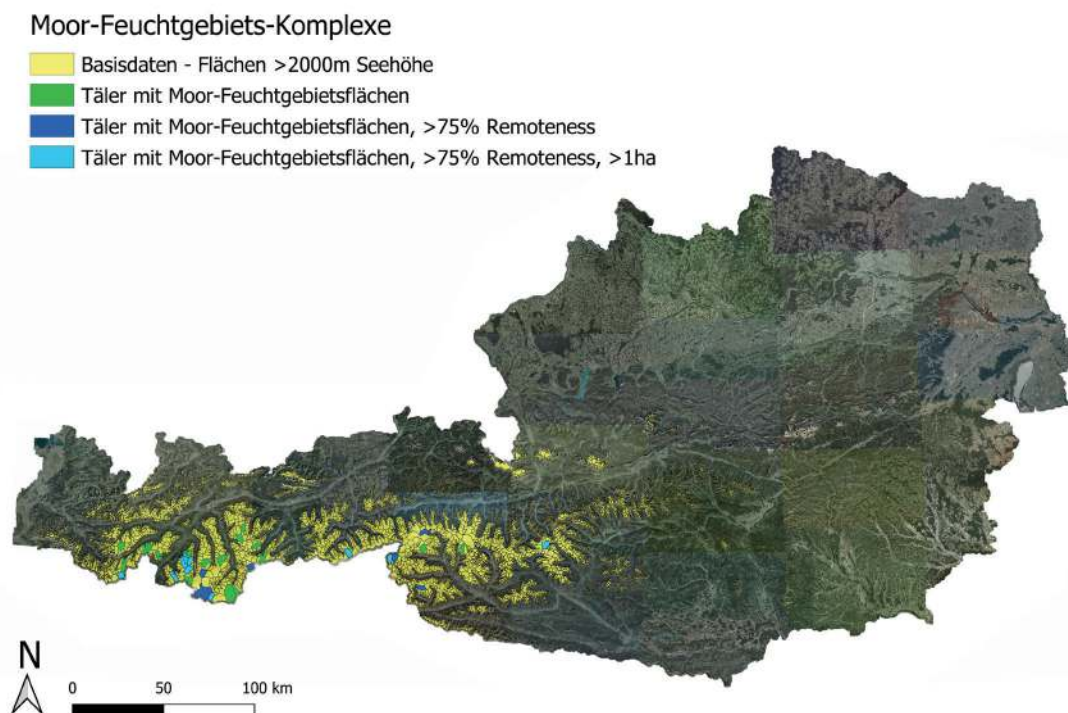 Moor-Feuchtgebiets-Komplexe
Basisdaten - Flächen >2000m Seehöhe
Täler mit Moor-Feuchtgebietsflächen
Täler mit Moor-Feuchtgebietsflächen, >75% Remoteness
Täler mit Moor-Feuchtgebietsflächen, >75% Remoteness, >1ha
N
0 50 100 km